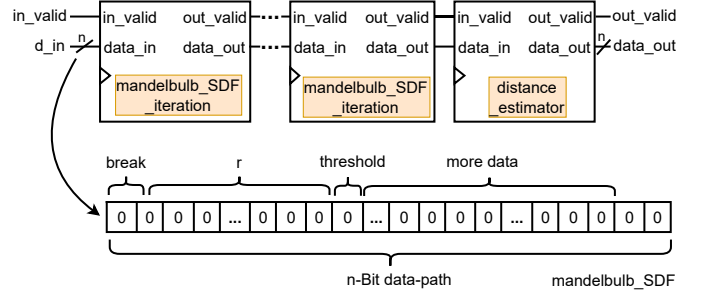 in_valid in_valid out_valid in_valid out_valid in_valid out_valid out_valid
d_in n data_in data_out data_in data_out data_in data_out n data_out
mandelbulb_SDF mandelbulb_SDF distance
_iteration _iteration _estimator
break r threshold more data
0 0 0 0 ... 0 0 0 0 ... 0 0 0 ... 0 0 0 0 0
n-Bit data-path mandelbulb_SDF